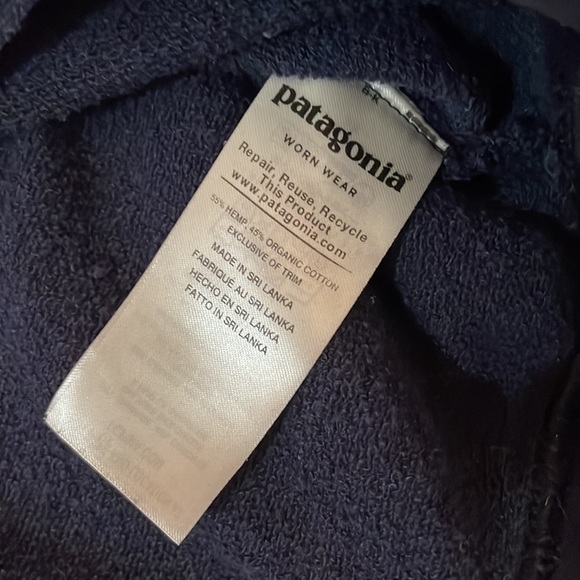 patagonia®
WORN WEAR
Repair, Reuse, Recycle
This Product
www.patagonia.com
55% HEMP, 45% ORGANIC COTTON
EXCLUSIVE OF TRIM
MADE IN SRI LANKA
FABRIQUÉ AU SRI LANKA
HECHO EN SRI LANKA
FATTO IN SRI LANKA